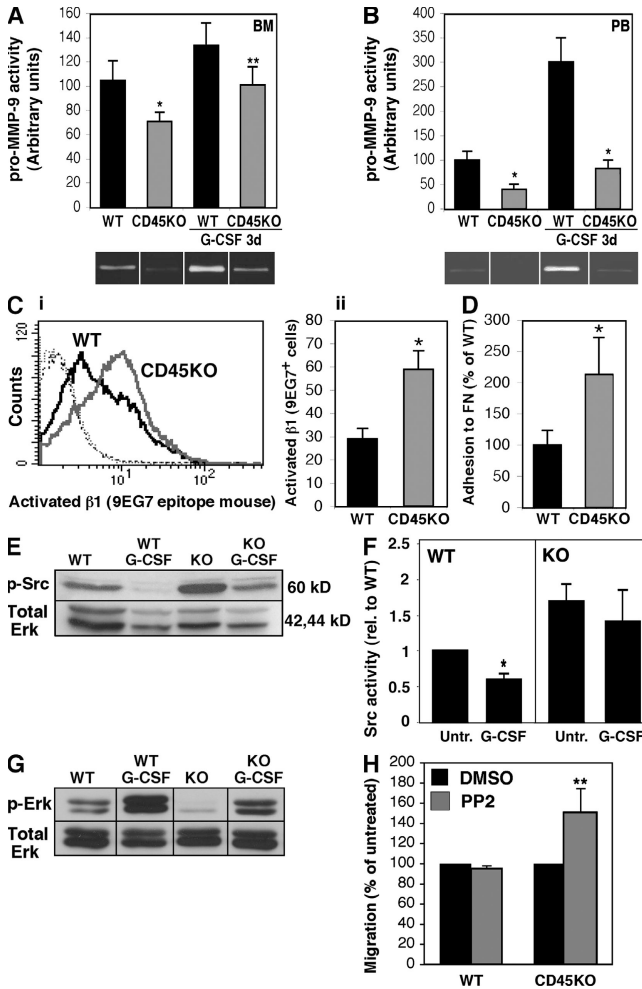 A
BM
pro-MMP-9 activity
(Arbitrary units)
160
140
120
100
80
60
40
20
0
*
**
WT CD45KO WT CD45KO
G-CSF 3d
B
PB
pro-MMP-9 activity
(Arbitrary units)
400
350
300
250
200
150
100
50
0
*
*
WT CD45KO WT CD45KO
G-CSF 3d
C i
Counts
120
0
WT
CD45KO
10¹ 10²
Activated β1 (9EG7 epitope mouse)
ii
Activated β1 (9EG7⁺ cells)
80
70
60
50
40
30
20
10
0
*
WT CD45KO
D
Adhesion to FN (% of WT)
300
250
200
150
100
50
0
*
WT CD45KO
E
WT WT G-CSF KO KO G-CSF
p-Src 60 kD
Total Erk 42,44 kD
F
Src activity (rel. to WT)
2.5
2
1.5
1
0.5
0
WT KO
*
Untr. G-CSF Untr. G-CSF
G
WT WT G-CSF KO KO G-CSF
p-Erk
Total Erk
H
Migration (% of untreated)
200
180
160
140
120
100
80
60
40
20
0
DMSO
PP2
**
WT CD45KO